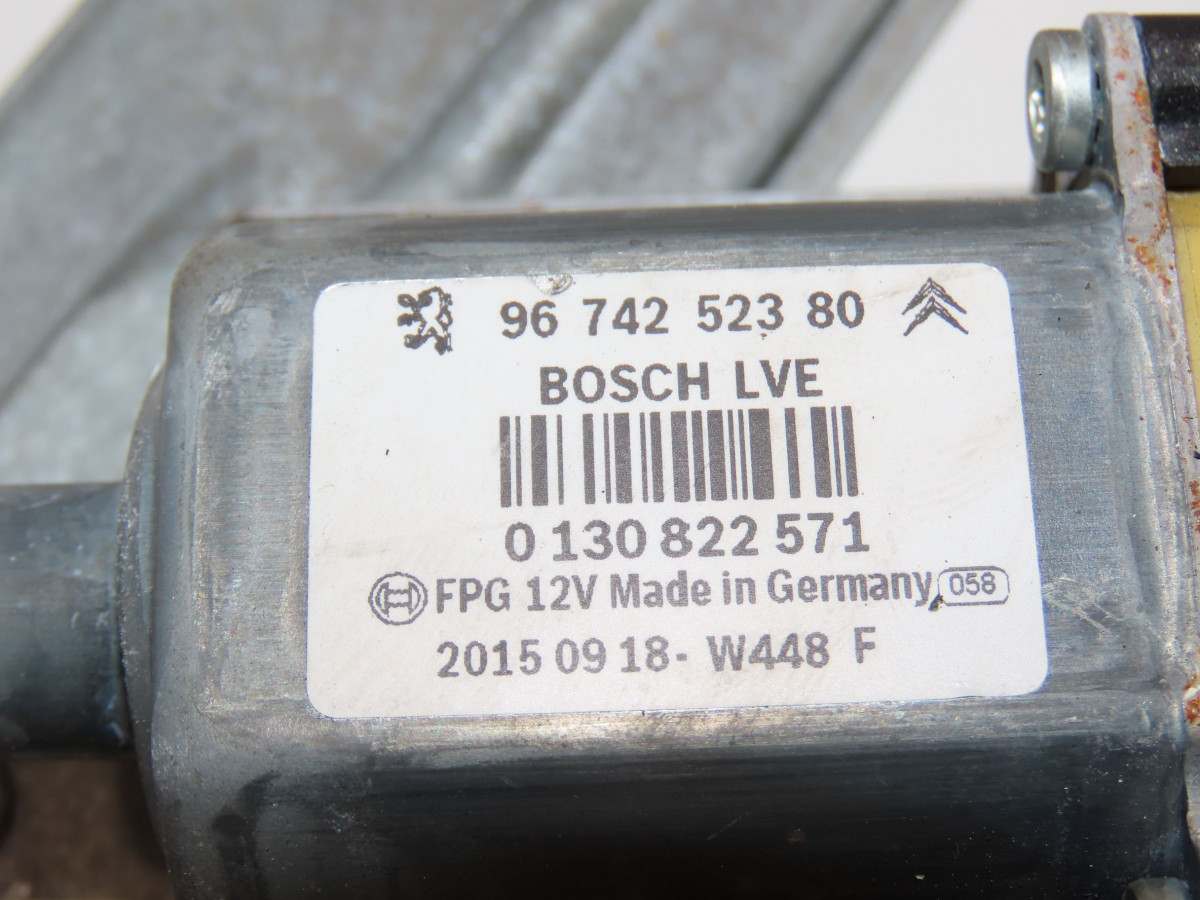 96 742 523 80
BOSCH LVE
0 130 822 571
FPG 12V Made in Germany 058
2015 09 18- W448 F